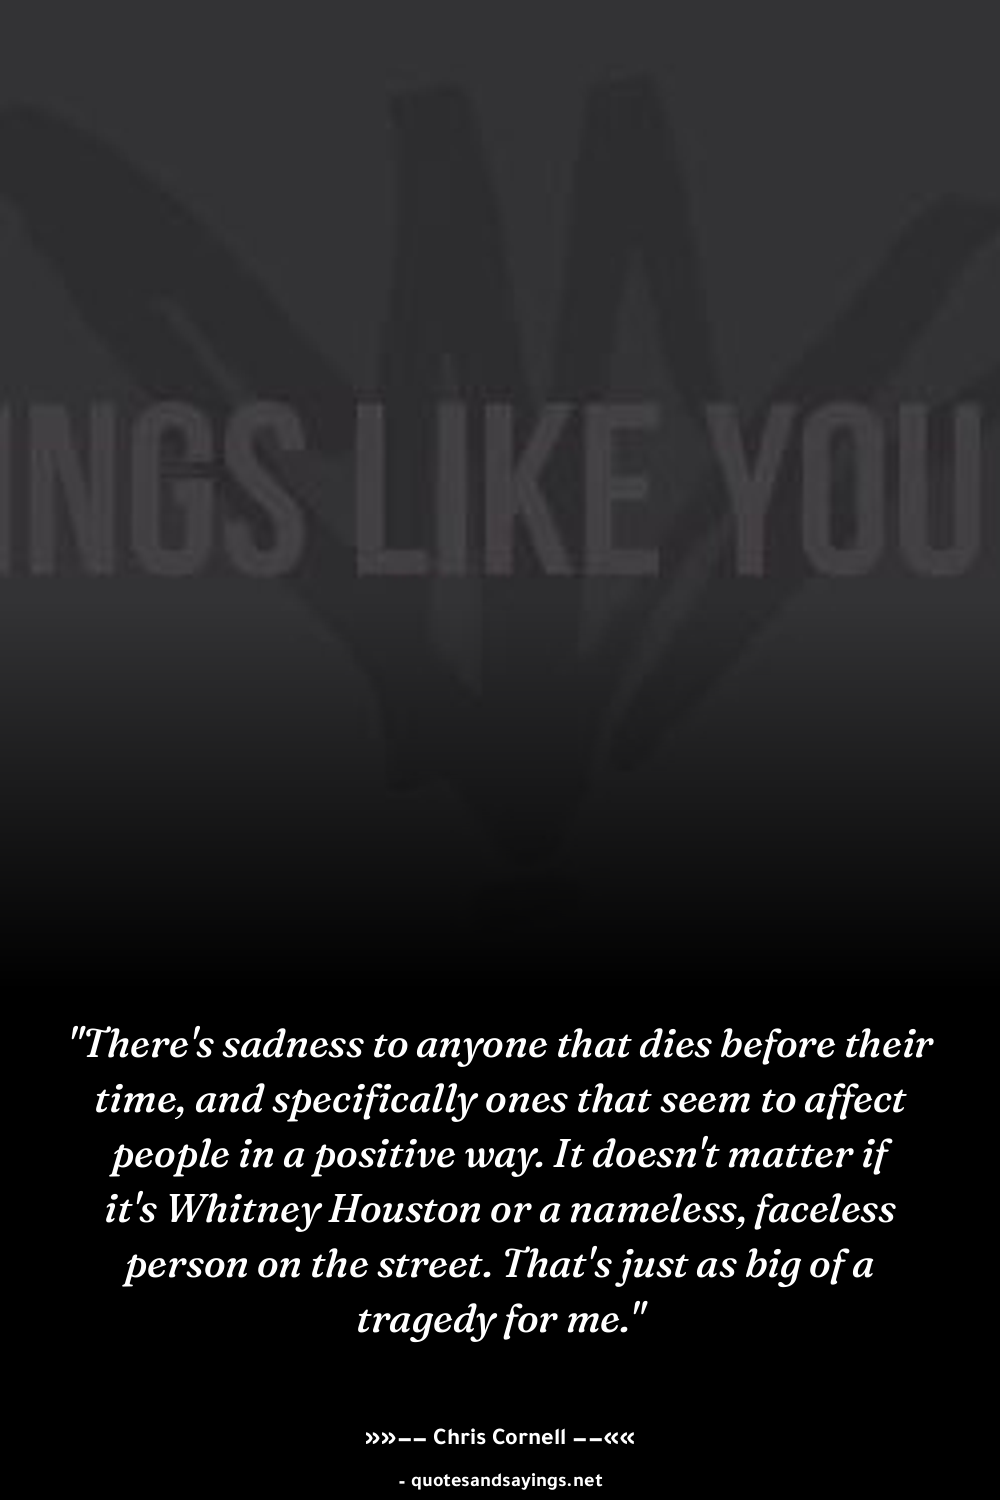 INGS LIKE YOU
"There's sadness to anyone that dies before their
time, and specifically ones that seem to affect
people in a positive way. It doesn't matter if
it's Whitney Houston or a nameless, faceless
person on the street. That's just as big of a
tragedy for me."
»»−− Chris Cornell −−««
- quotesandsayings.net